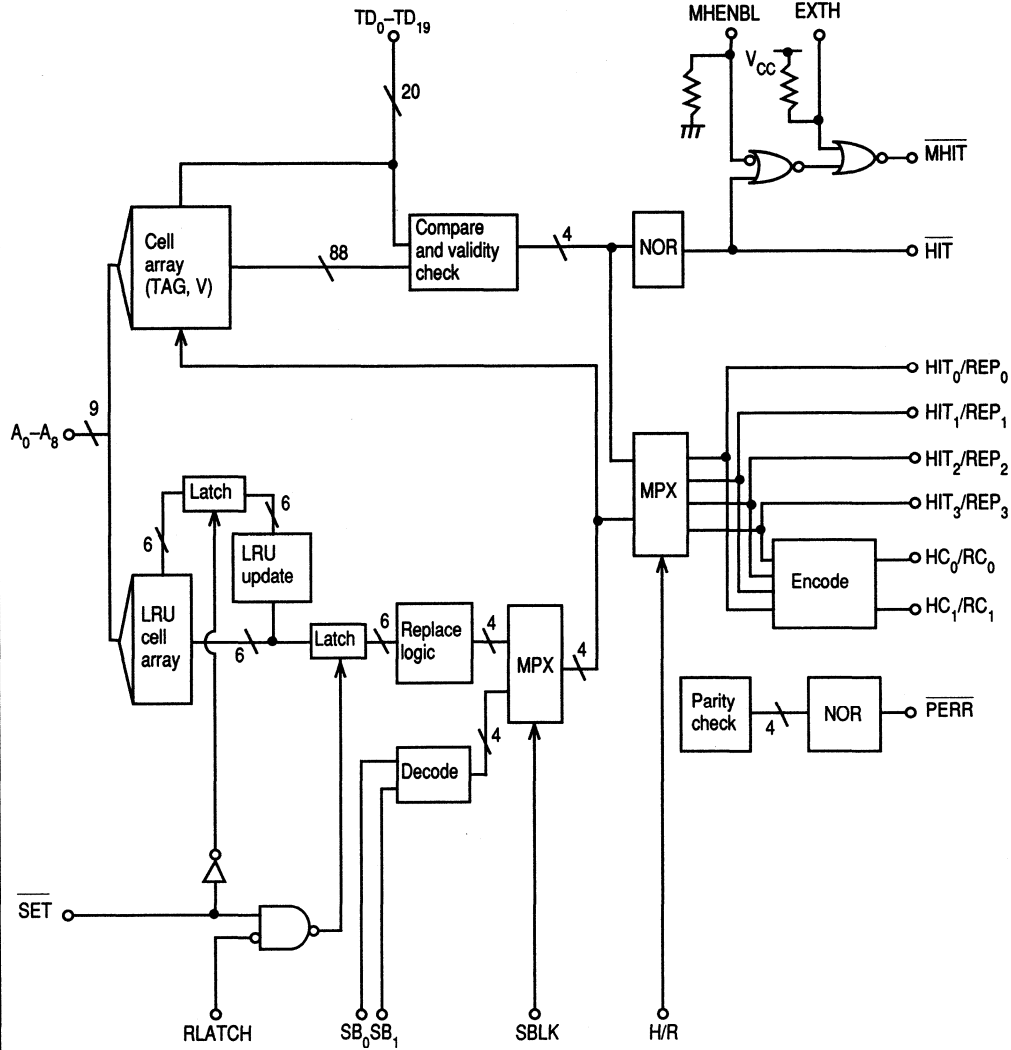 TD0–TD19
MHENBL
EXTH
VCC
20
MHIT
Cell
array
(TAG, V)
88
Compare
and validity
check
4
NOR
HIT
A0–A8
9
HIT0/REP0
HIT1/REP1
HIT2/REP2
HIT3/REP3
MPX
Latch
6
6
LRU
update
LRU
cell
array
6
Latch
6
Replace
logic
4
MPX
4
Encode
HC0/RC0
HC1/RC1
Parity
check
4
NOR
PERR
4
Decode
SET
RLATCH
SB0
SB1
SBLK
H/R